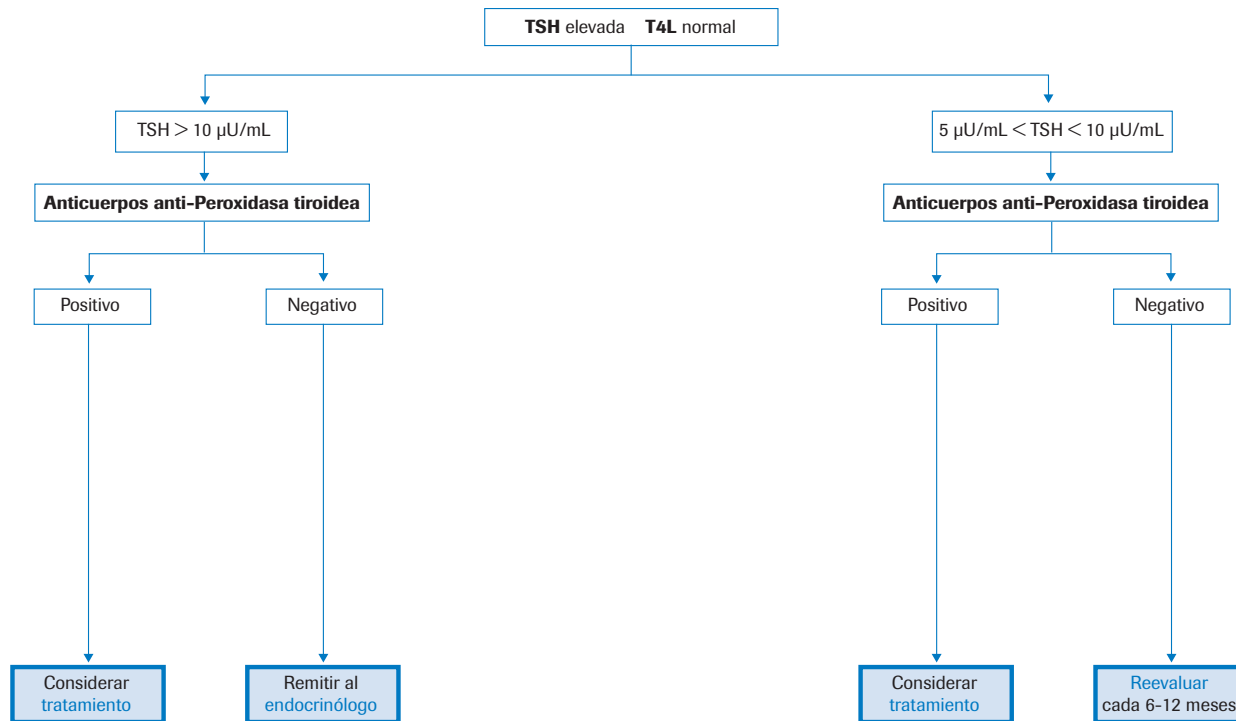 TSH elevada T4L normal
TSH > 10 µU/mL
5 µU/mL < TSH < 10 µU/mL
Anticuerpos anti-Peroxidasa tiroidea
Anticuerpos anti-Peroxidasa tiroidea
Positivo
Negativo
Positivo
Negativo
Considerar
tratamiento
Remitir al
endocrinólogo
Considerar
tratamiento
Reevaluar
cada 6-12 meses